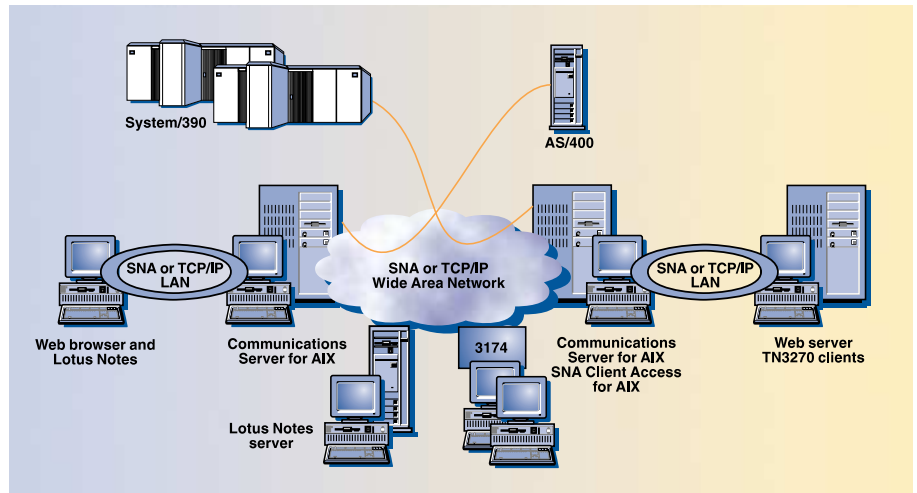 System/390
AS/400
SNA or TCP/IP
LAN
SNA or TCP/IP
Wide Area Network
SNA or TCP/IP
LAN
Web browser and
Lotus Notes
Communications
Server for AIX
3174
Communications
Server for AIX
SNA Client Access
for AIX
Web server
TN3270 clients
Lotus Notes
server